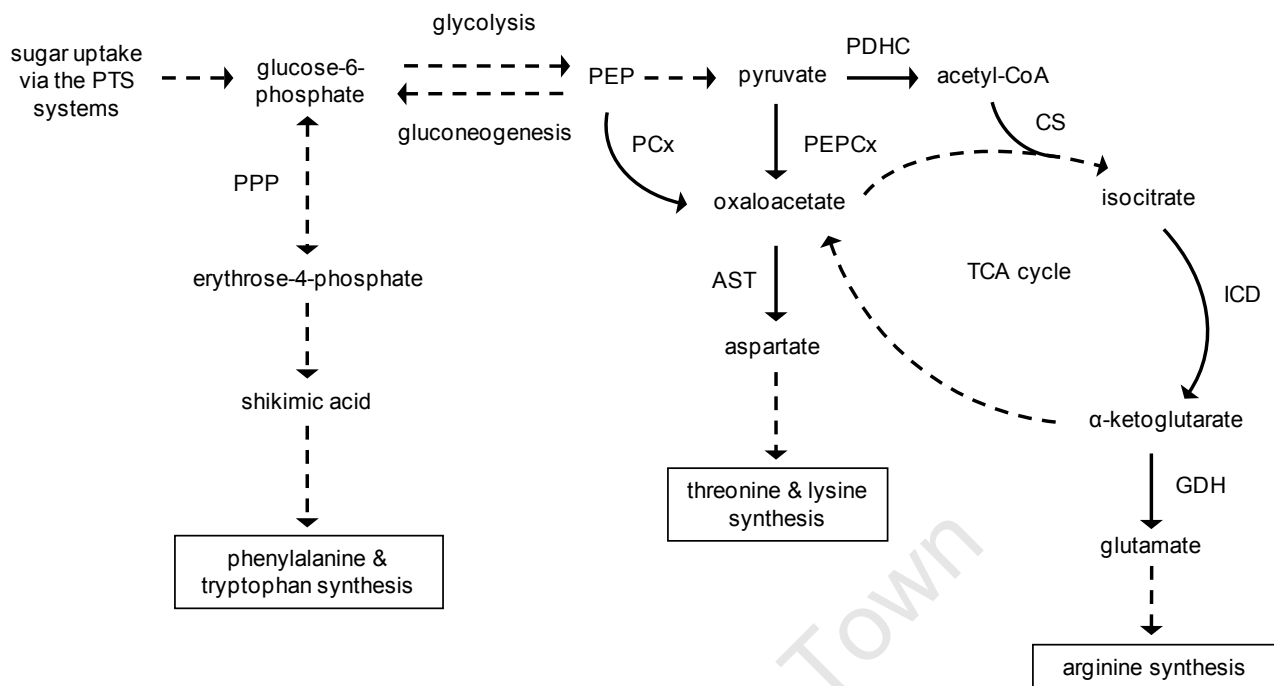 glycolysis
sugar uptake
via the PTS
systems
glucose-6-
phosphate
PEP
pyruvate
PDHC
acetyl-CoA
gluconeogenesis
PCx
PEPCx
CS
PPP
oxaloacetate
isocitrate
erythrose-4-phosphate
AST
TCA cycle
ICD
aspartate
shikimic acid
α-ketoglutarate
threonine & lysine
synthesis
GDH
phenylalanine &
tryptophan synthesis
glutamate
arginine synthesis
Town